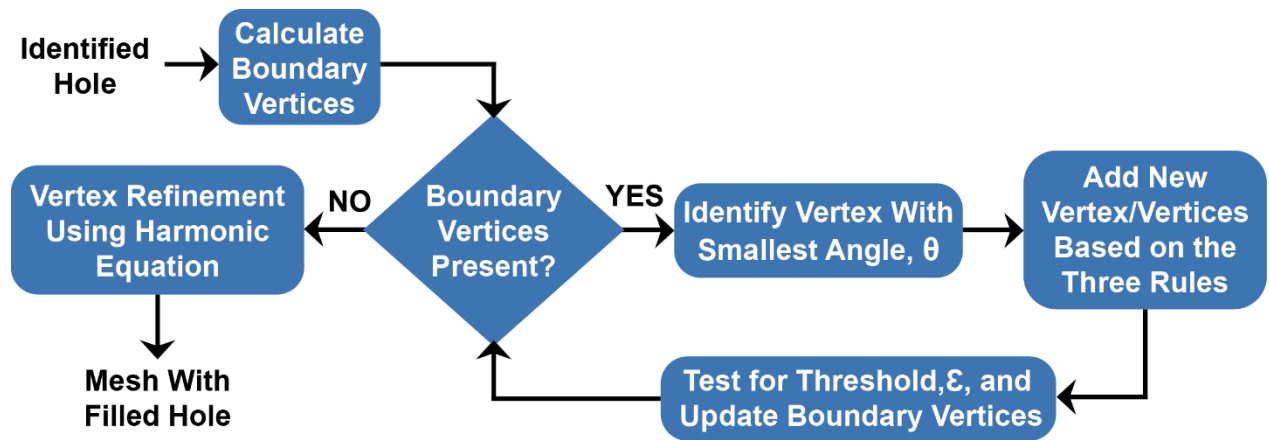 Identified
Hole
Calculate
Boundary
Vertices
Boundary
Vertices
Present?
YES
Identify Vertex With
Smallest Angle, θ
Add New
Vertex/Vertices
Based on the
Three Rules
Test for Threshold,Ɛ, and
Update Boundary Vertices
NO
Vertex Refinement
Using Harmonic
Equation
Mesh With
Filled Hole